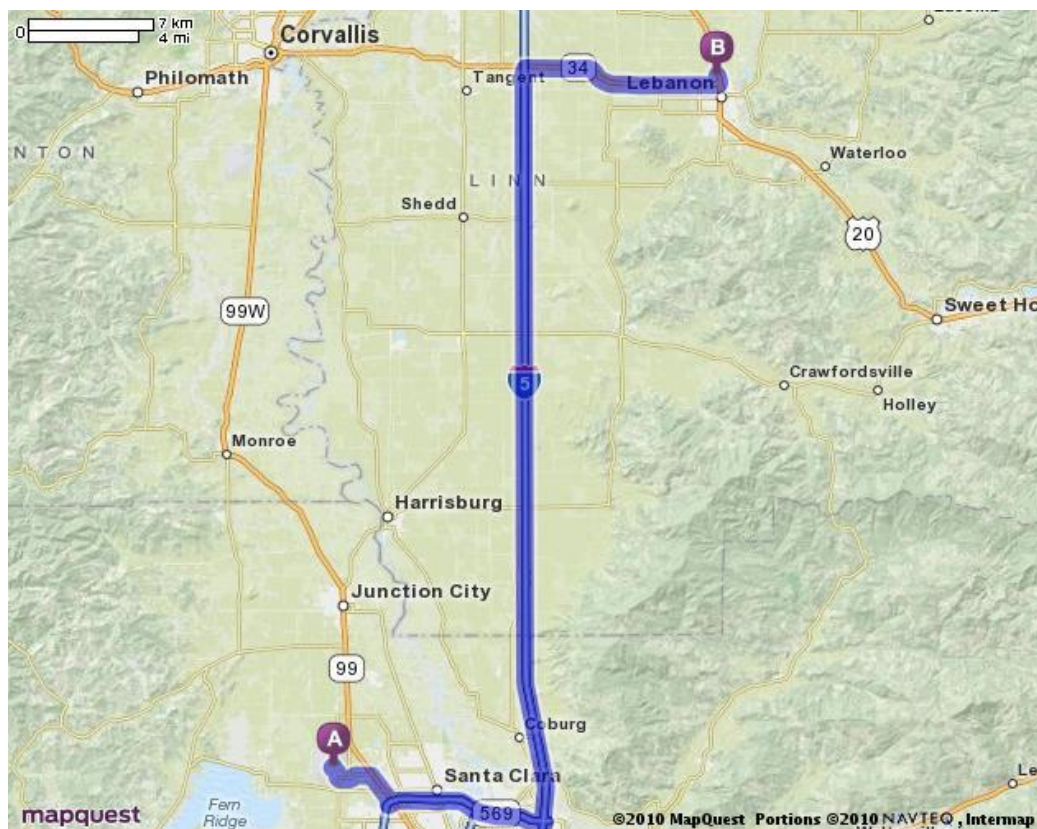 0
7 km
4 mi
Corvallis
B
Philomath
Tangent
34
Lebanon
NTON
Waterloo
LINN
Shedd
20
99W
Sweet Ho
5
Crawfordsville
Holley
Monroe
Harrisburg
Junction City
99
Coburg
A
Santa Clara
Le
569
Fern
Ridge
mapquest
©2010 MapQuest Portions ©2010 NAVTEQ, Intermap